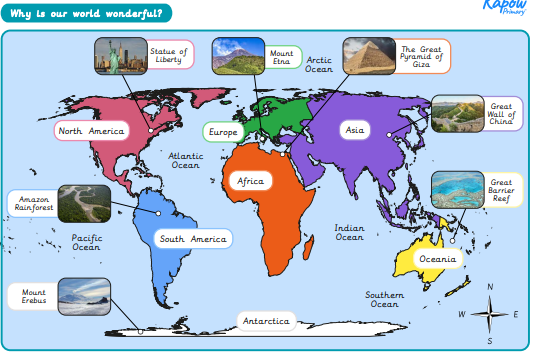 Why is our world wonderful?
Kapow
Primary
Statue of
Liberty
Mount
Etna
Arctic
Ocean
The Great
Pyramid of
Giza
North America
Europe
Asia
Great
Wall of
China
Atlantic
Ocean
Africa
Amazon
Rainforest
Great
Barrier
Reef
Pacific
Ocean
South America
Indian
Ocean
Oceania
Mount
Erebus
Southern
Ocean
Antarctica
N
W
E
S